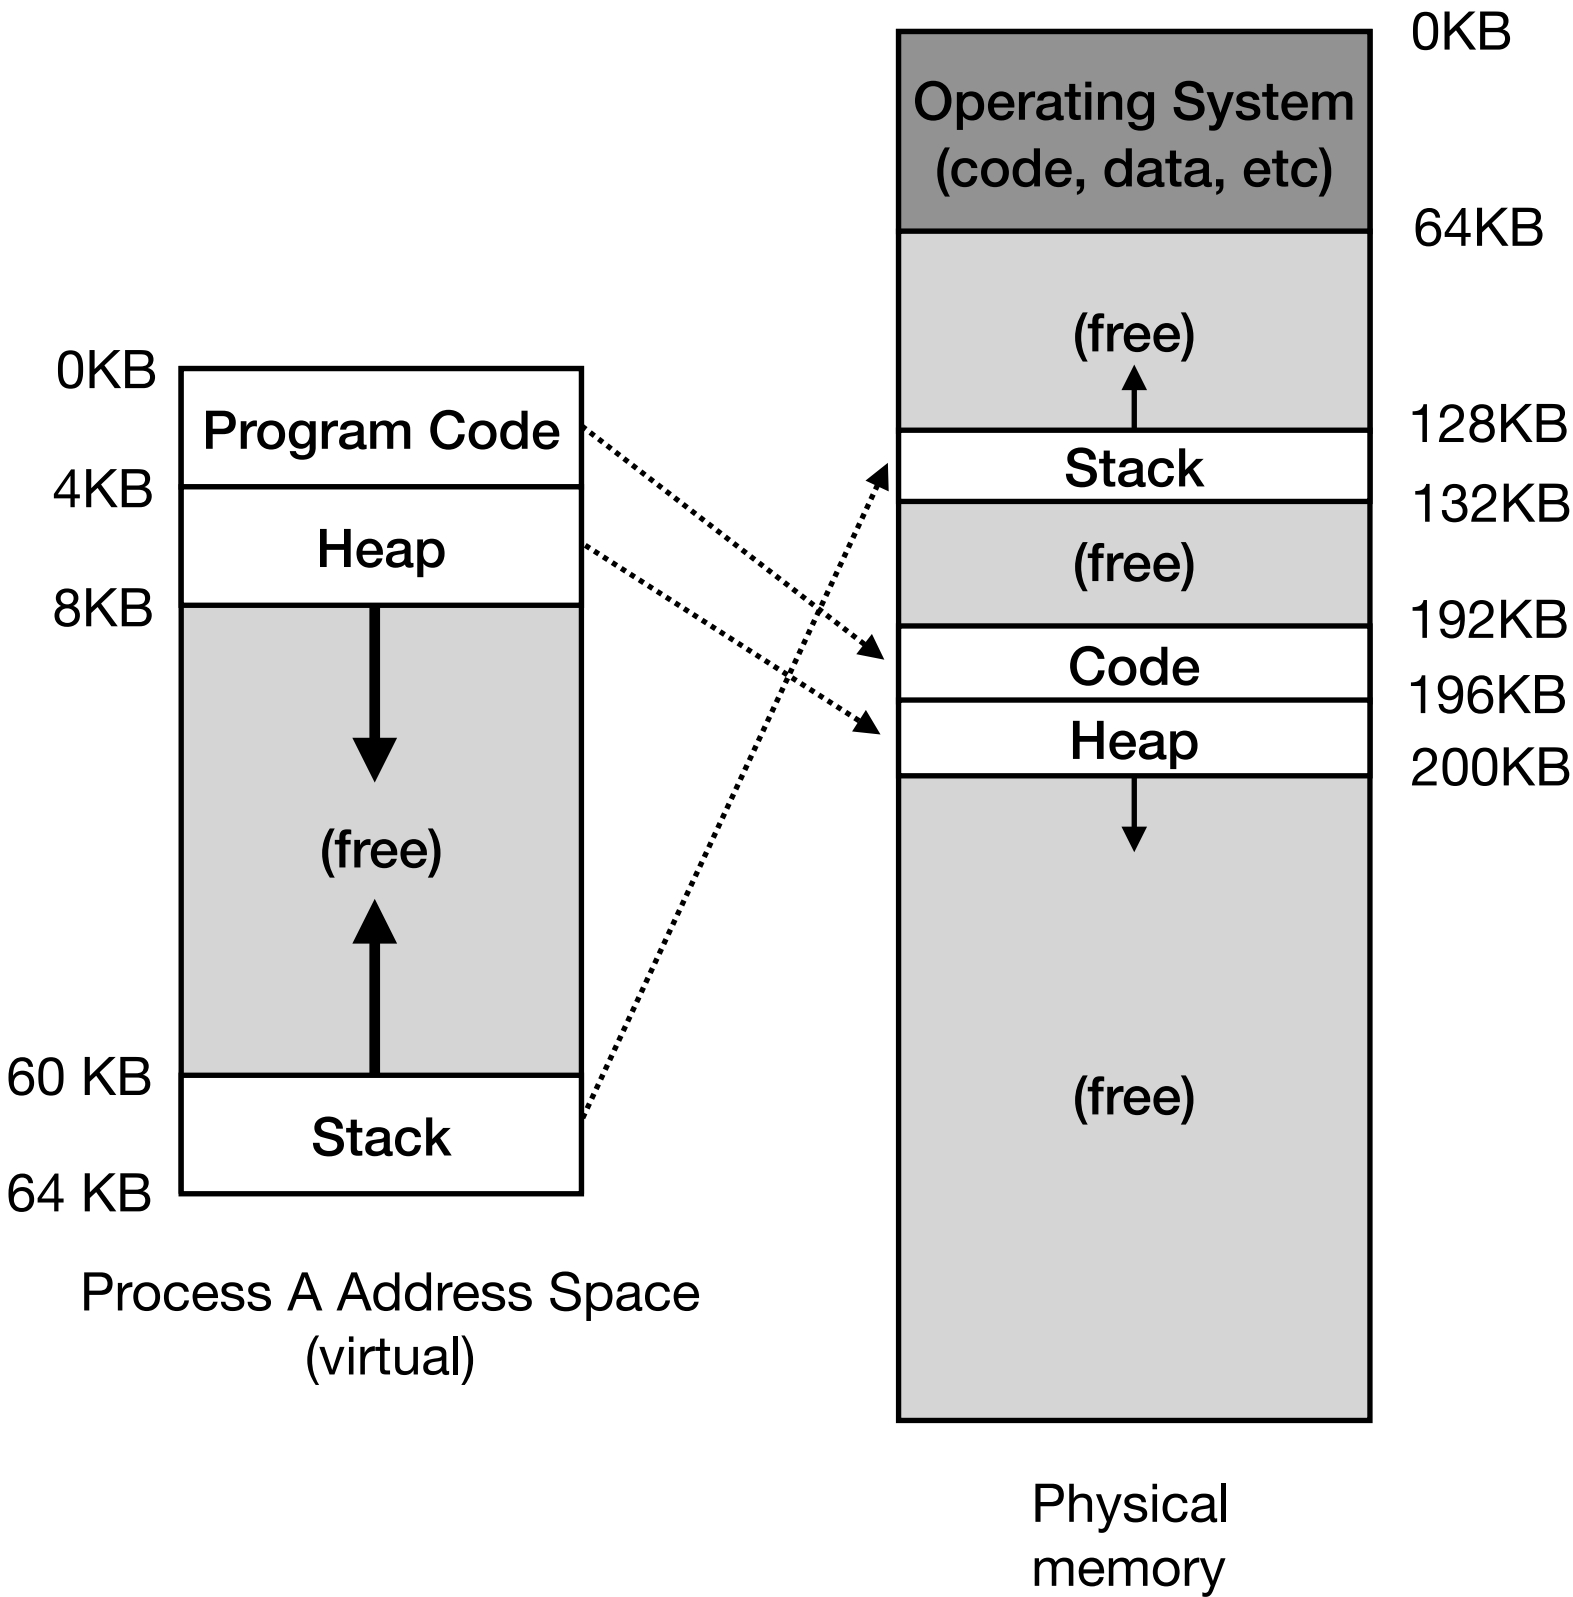 0KB
Program Code
4KB
Heap
8KB
(free)
60 KB
Stack
64 KB
Process A Address Space
(virtual)
0KB
Operating System
(code, data, etc)
64KB
(free)
128KB
Stack
132KB
(free)
192KB
Code
196KB
Heap
200KB
(free)
Physical
memory